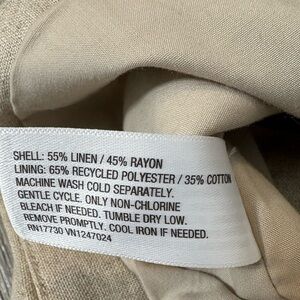 SHELL: 55% LINEN / 45% RAYON
LINING: 65% RECYCLED POLYESTER / 35% COTTON
MACHINE WASH COLD SEPARATELY.
GENTLE CYCLE. ONLY NON-CHLORINE
BLEACH IF NEEDED. TUMBLE DRY LOW.
REMOVE PROMPTLY. COOL IRON IF NEEDED.
RN17730 VN1247024